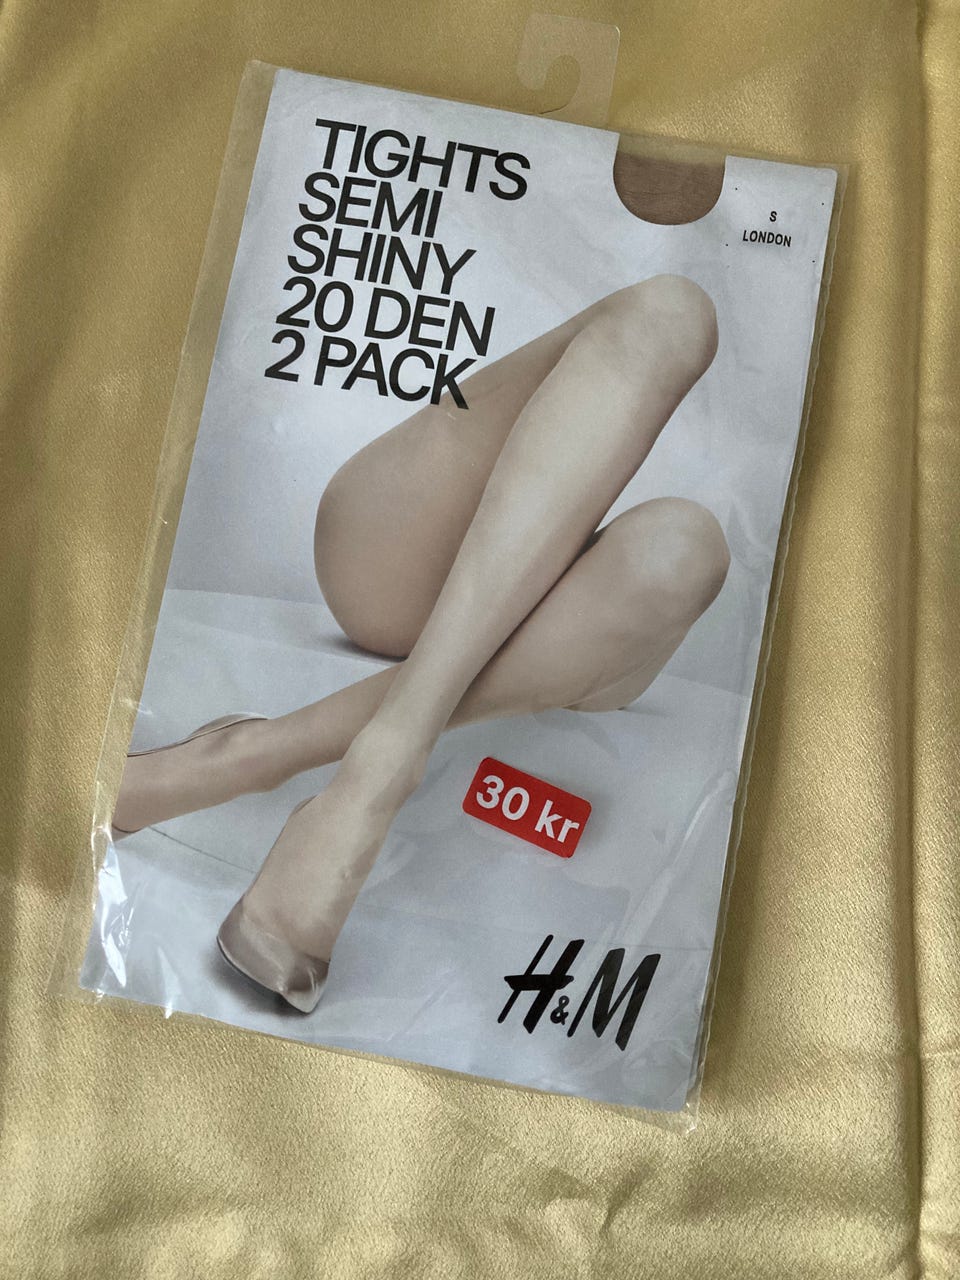 TIGHTS
SEMI
SHINY
20 DEN
2 PACK
S
LONDON
30 kr
H&M